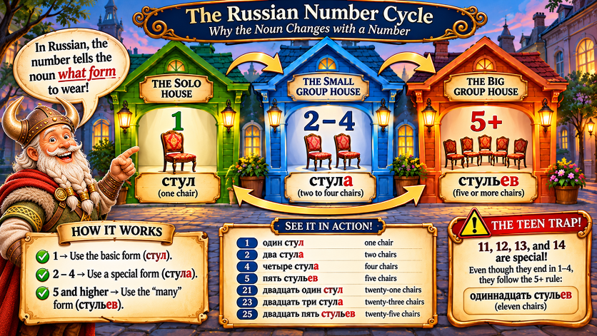 The Russian Number Cycle
Why the Noun Changes with a Number
In Russian, the
number tells the
noun what form
to wear!
THE SOLO
HOUSE
1
стул
(one chair)
THE SMALL
GROUP HOUSE
2–4
стула
(two to four chairs)
THE BIG
GROUP HOUSE
5+
стульев
(five or more chairs)
HOW IT WORKS
1 → Use the basic form (стул).
2 – 4 → Use a special form (стула).
5 and higher → Use the "many"
form (стульев).
SEE IT IN ACTION!
1 один стул one chair
2 два стула two chairs
4 четыре стула four chairs
5 пять стульев five chairs
21 двадцать один стул twenty-one chairs
23 двадцать три стула twenty-three chairs
25 двадцать пять стульев twenty-five chairs
THE TEEN TRAP!
11, 12, 13, and 14
are special!
Even though they end in 1–4,
they follow the 5+ rule:
одиннадцать стульев
(eleven chairs)